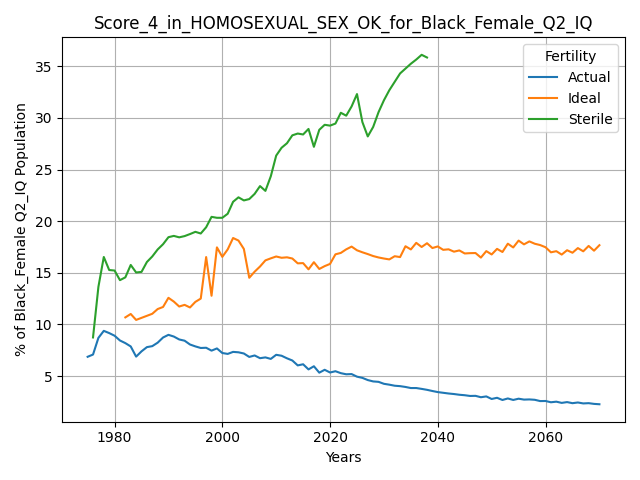 Score_4_in_HOMOSEXUAL_SEX_OK_for_Black_Female_Q2_IQ
% of Black_Female Q2_IQ Population
35
30
25
20
15
10
5
Fertility
Actual
Ideal
Sterile
1980 2000 2020 2040 2060
Years